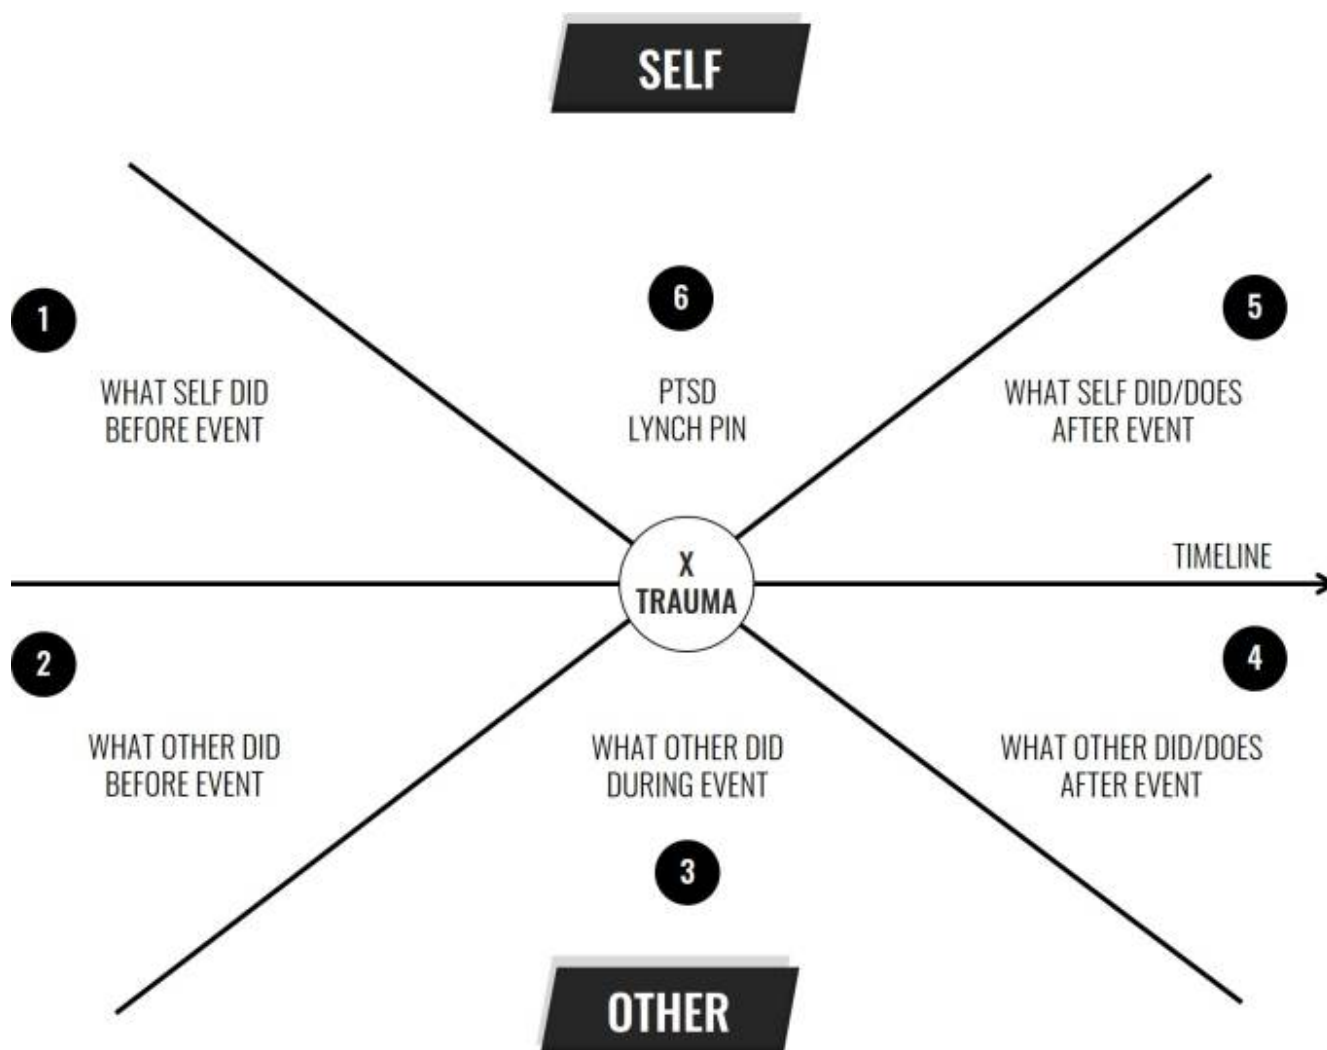 SELF
1
WHAT SELF DID
BEFORE EVENT
6
PTSD
LYNCH PIN
5
WHAT SELF DID/DOES
AFTER EVENT
X
TRAUMA
TIMELINE
2
WHAT OTHER DID
BEFORE EVENT
WHAT OTHER DID
DURING EVENT
3
4
WHAT OTHER DID/DOES
AFTER EVENT
OTHER